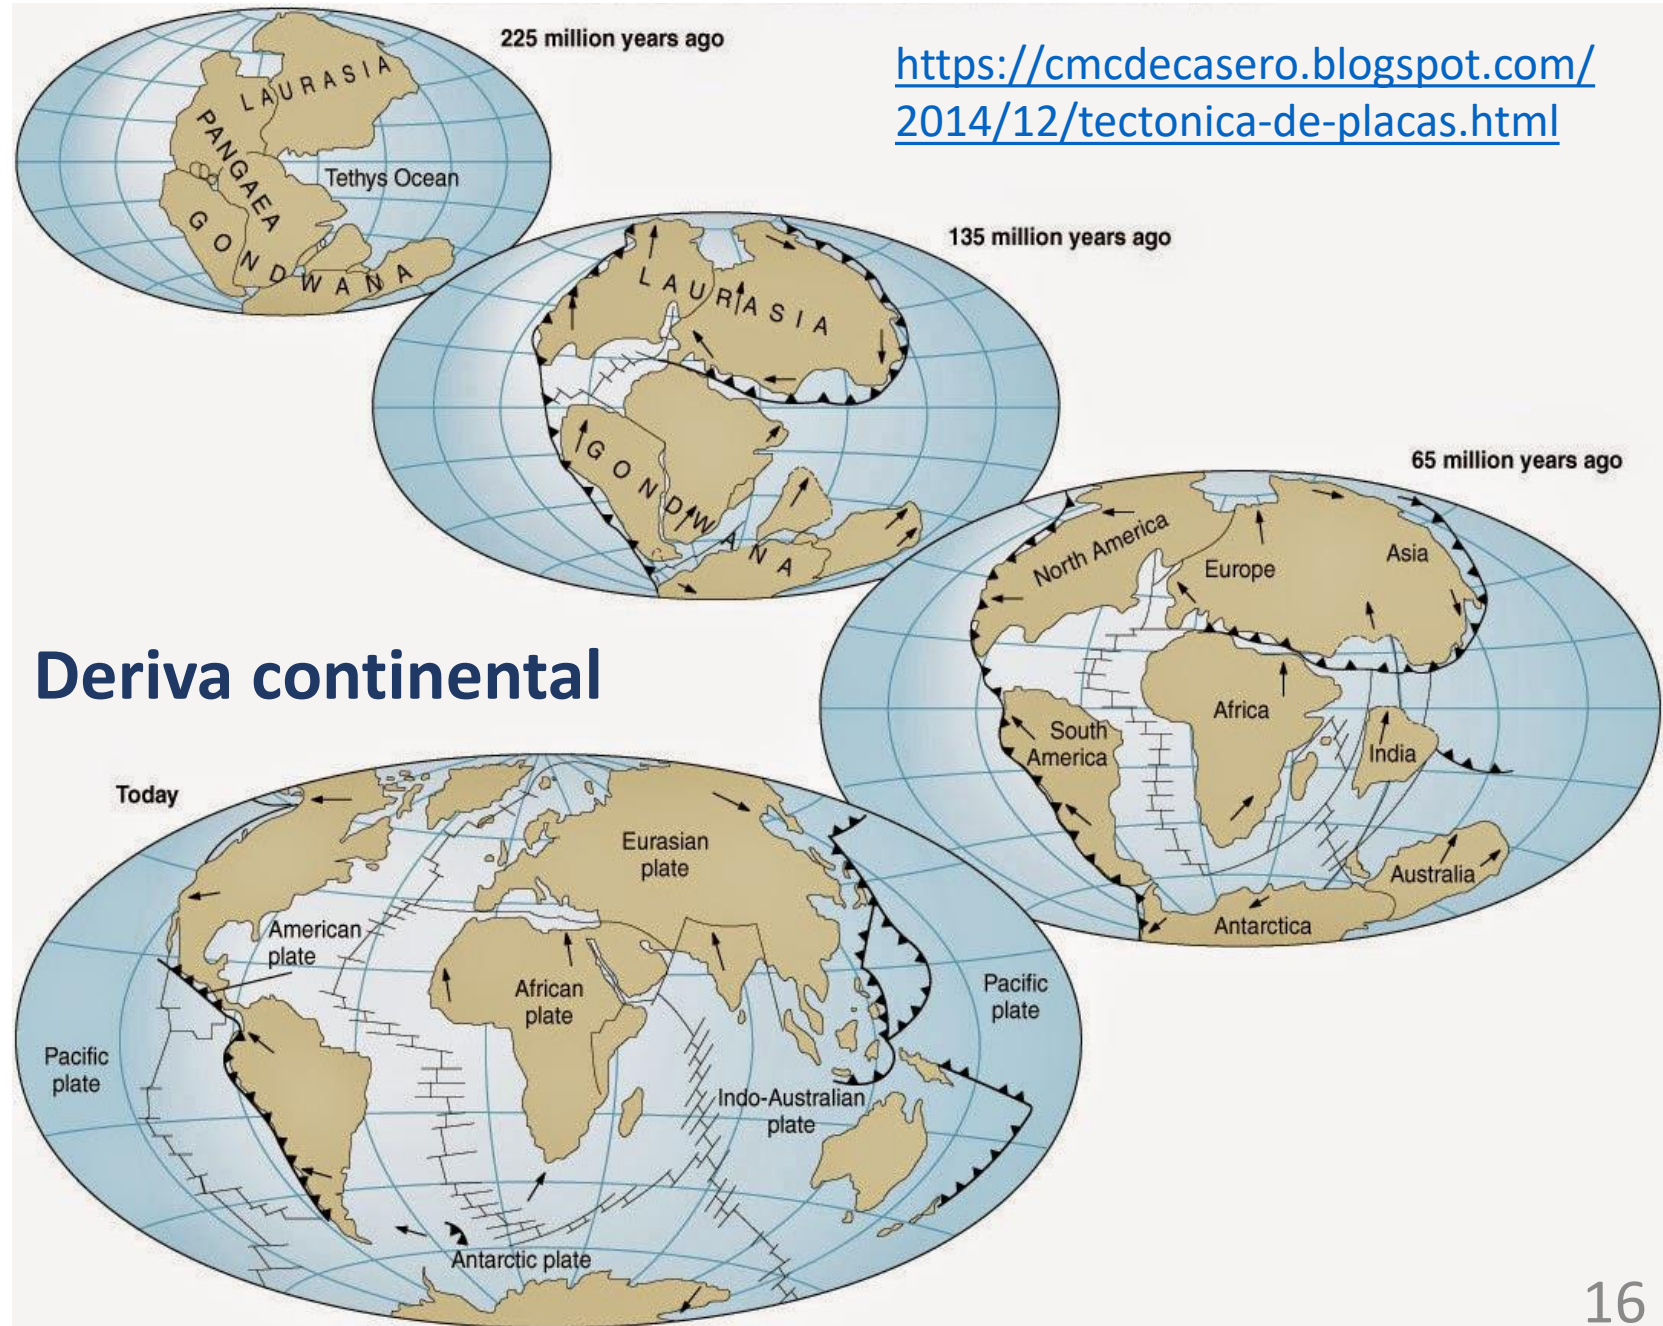 225 million years ago
https://cmcdecasero.blogspot.com/
2014/12/tectonica-de-placas.html
LAURASIA
PANGAEA
Tethys Ocean
GONDWANA
135 million years ago
LAURASIA
GONDWANA
65 million years ago
North America
Europe
Asia
Africa
South
America
India
Australia
Antarctica
Deriva continental
Today
Eurasian
plate
American
plate
African
plate
Pacific
plate
Pacific
plate
Indo-Australian
plate
Antarctic plate
16